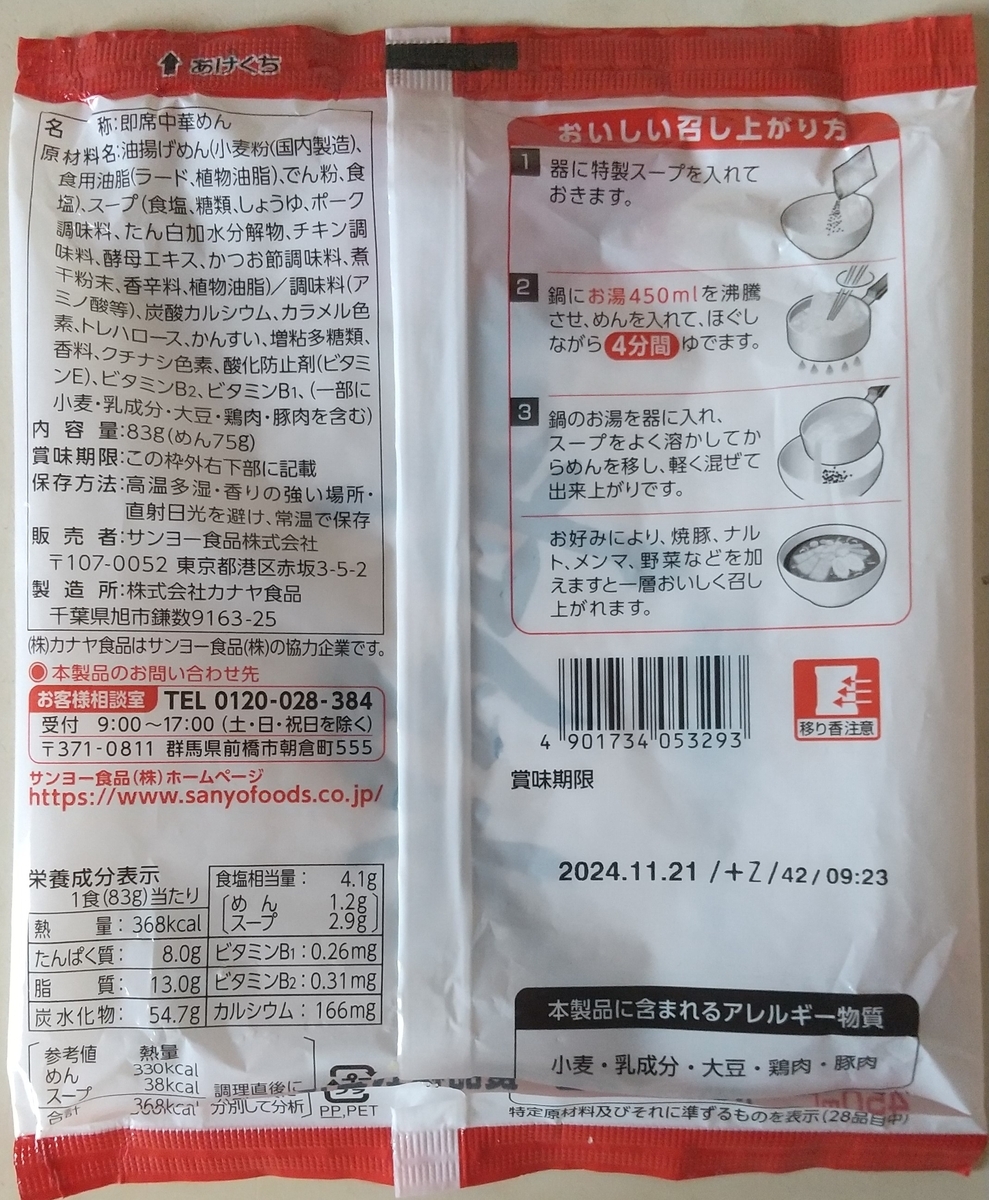 あけくち
名 称:即席中華めん
原材料名:油揚げめん(小麦粉(国内製造)、
食用油脂(ラード、植物油脂)、でん粉、食
塩)、スープ(食塩、糖類、しょうゆ、ポーク
調味料、たん白加水分解物、チキン調
味料、酵母エキス、かつお節調味料、煮
干粉末、香辛料、植物油脂)/調味料(ア
ミノ酸等)、炭酸カルシウム、カラメル色
素、トレハロース、かんすい、増粘多糖類、
香料、クチナシ色素、酸化防止剤(ビタミ
ンE)、ビタミンB2、ビタミンB1、(一部に
小麦・乳成分・大豆・鶏肉・豚肉を含む)
内容量:83g(めん75g)
賞味期限:この枠外右下部に記載
保存方法:高温多湿・香りの強い場所・
直射日光を避け、常温で保存
販売者:サンヨー食品株式会社
〒107-0052 東京都港区赤坂3-5-2
製造所:株式会社カナヤ食品
千葉県旭市鎌数9163-25
(株)カナヤ食品はサンヨー食品(株)の協力企業です。
●本製品のお問い合わせ先
お客様相談室 TEL 0120-028-384
受付 9:00~17:00(土・日・祝日を除く)
〒371-0811 群馬県前橋市朝倉町555
サンヨー食品(株)ホームページ
https://www.sanyofoods.co.jp/
栄養成分表示
1食(83g)当たり
熱量:368kcal
たんぱく質:8.0g
脂質:13.0g
炭水化物:54.7g
食塩相当量:4.1g
めん 1.2g
スープ 2.9g
ビタミンB1:0.26mg
ビタミンB2:0.31mg
カルシウム:166mg
参考値 熱量
めん 330kcal
スープ 38kcal
合計 368kcal
調理直後に
分別して分析
プラ
PP,PET
おいしい召し上がり方
1 器に特製スープを入れて
おきます。
2 鍋にお湯450mlを沸騰
させ、めんを入れて、ほぐし
ながら4分間ゆでます。
3 鍋のお湯を器に入れ、
スープをよく溶かしてか
らめんを移し、軽く混ぜて
出来上がりです。
お好みにより、焼豚、ナル
ト、メンマ、野菜などを加
えますと一層おいしく召し
上がれます。
4 901734 053293
移り香注意
賞味期限
2024.11.21 /+Z/42/09:23
本製品に含まれるアレルギー物質
小麦・乳成分・大豆・鶏肉・豚肉
特定原材料及びそれに準ずるものを表示(28品目中)